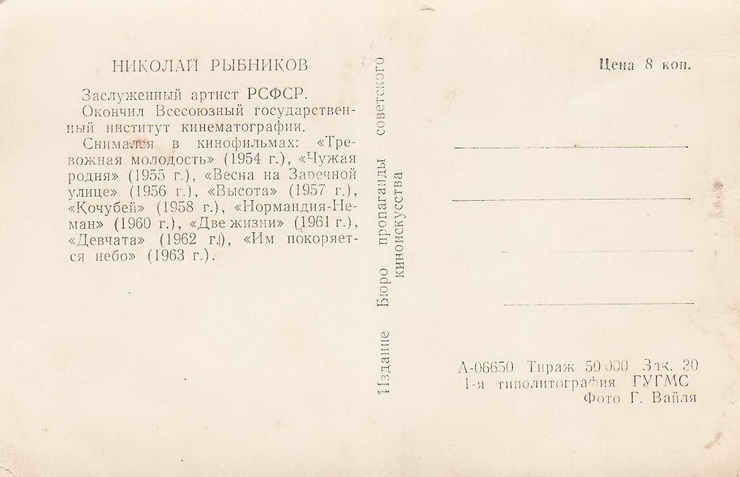 НИКОЛАЙ РЫБНИКОВ
Заслуженный артист РСФСР.
Окончил Всесоюзный государствен-
ный институт кинематографии.
Снимался в кинофильмах: «Тре-
вожная молодость» (1954 г.), «Чужая
родня» (1955 г.), «Весна на Заречной
улице» (1956 г.), «Высота» (1957 г.),
«Кочубей» (1958 г.), «Нормандия-Не-
ман» (1960 г.), «Две жизни» (1961 г.),
«Девчата» (1962 г.), «Им покоряет-
ся небо» (1963 г.).
Издание Бюро пропаганды советского
киноискусства
Цена 8 коп.
А-06650 Тираж 50 000 Зак. 20
1-я типолитография ГУГМС
Фото Г. Вайля